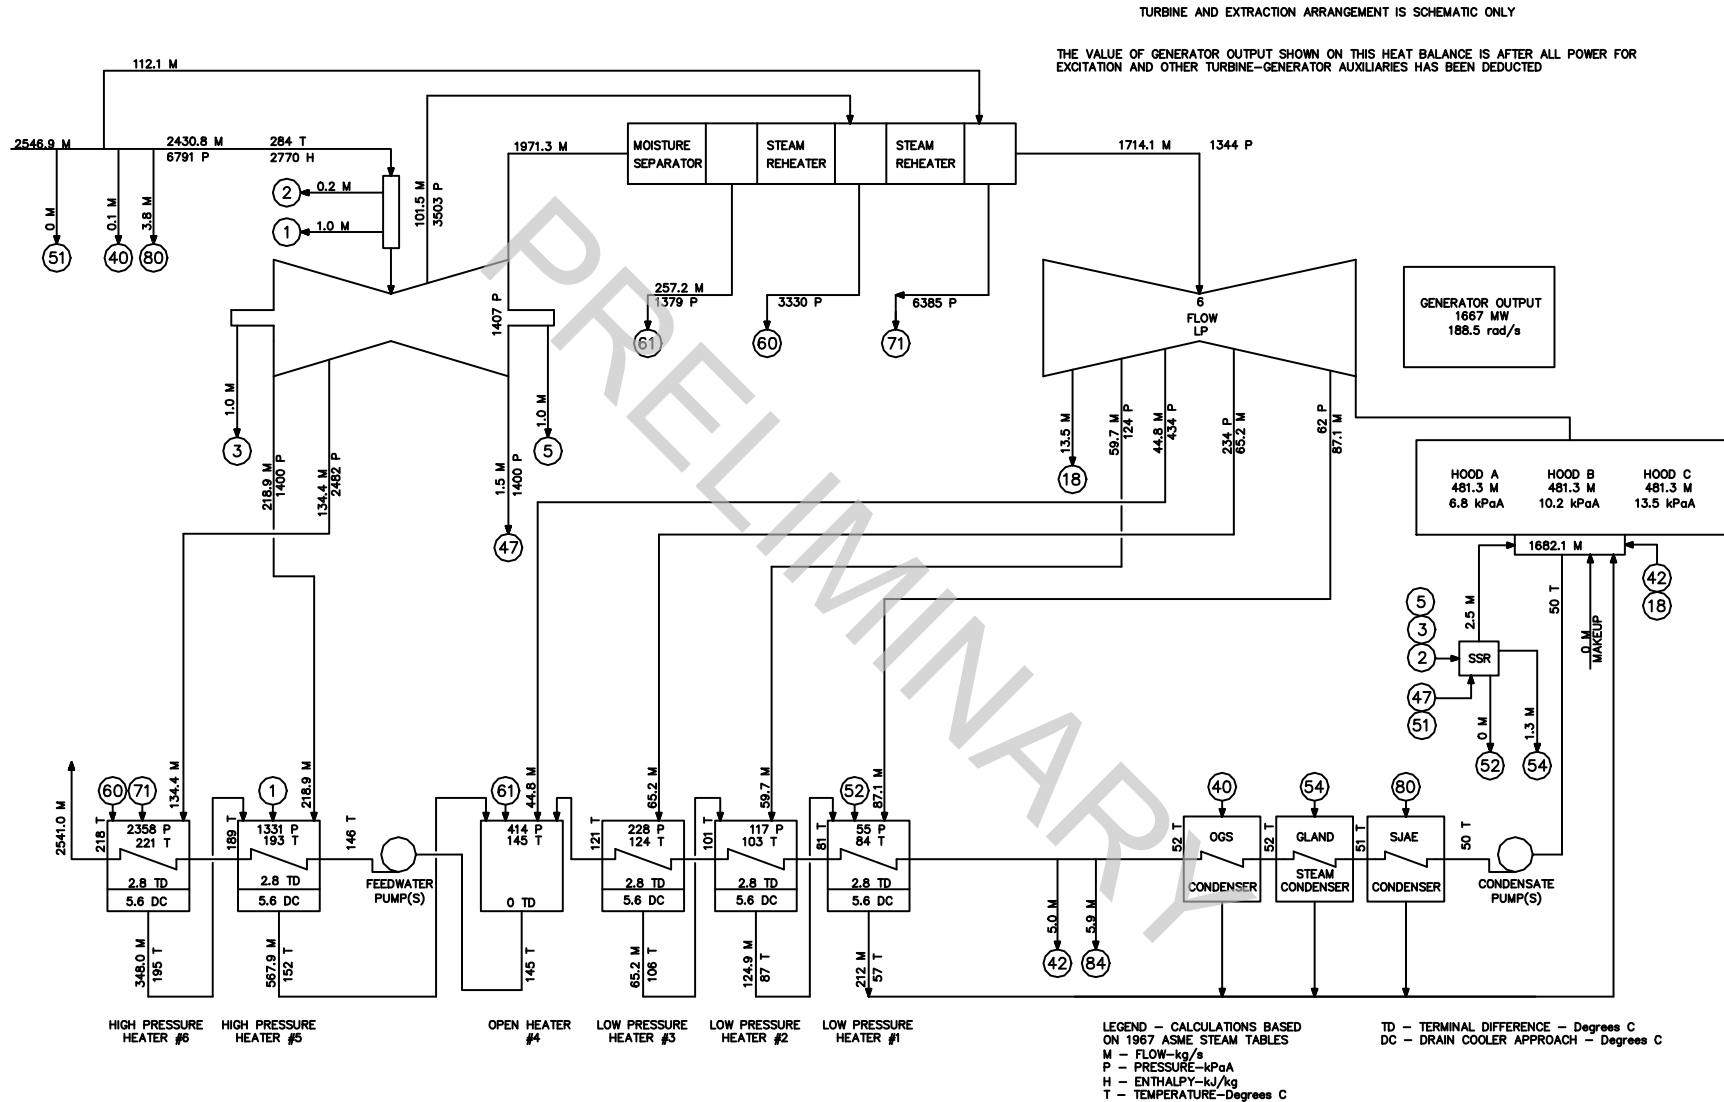 TURBINE AND EXTRACTION ARRANGEMENT IS SCHEMATIC ONLY
THE VALUE OF GENERATOR OUTPUT SHOWN ON THIS HEAT BALANCE IS AFTER ALL POWER FOR
EXCITATION AND OTHER TURBINE-GENERATOR AUXILIARIES HAS BEEN DEDUCTED
112.1 M
2546.9 M
2430.8 M
6791 P
284 T
2770 H
0 M
0.1 M
3.8 M
51
40
80
2
0.2 M
1
1.0 M
101.5 M
3503 P
1971.3 M
MOISTURE
SEPARATOR
STEAM
REHEATER
STEAM
REHEATER
1714.1 M
1344 P
1407 P
257.2 M
1379 P
3330 P
6385 P
61
60
71
6
FLOW
LP
GENERATOR OUTPUT
1667 MW
188.5 rad/s
1.0 M
3
218.9 M
1400 P
134.4 M
2482 P
1.5 M
1400 P
47
1.0 M
5
13.5 M
18
59.7 M
124 P
44.8 M
434 P
234 P
65.2 M
62 P
87.1 M
HOOD A
481.3 M
6.8 kPaA
HOOD B
481.3 M
10.2 kPaA
HOOD C
481.3 M
13.5 kPaA
1682.1 M
42
18
5
3
2
47
51
2.5 M
SSR
50 T
0 M
MAKEUP
0 M
1.3 M
52
54
2541.0 M
60
71
134.4 M
218 T
2358 P
221 T
2.8 TD
5.6 DC
348.0 M
195 T
HIGH PRESSURE
HEATER #6
189 T
1
218.9 M
1331 P
193 T
2.8 TD
5.6 DC
567.9 M
152 T
HIGH PRESSURE
HEATER #5
146 T
FEEDWATER
PUMP(S)
61
44.8 M
414 P
145 T
0 TD
145 T
OPEN HEATER
#4
121 T
65.2 M
228 P
124 T
2.8 TD
5.6 DC
65.2 M
106 T
LOW PRESSURE
HEATER #3
101 T
59.7 M
117 P
103 T
2.8 TD
5.6 DC
124.9 M
87 T
LOW PRESSURE
HEATER #2
81 T
52
87.1 M
55 P
84 T
2.8 TD
5.6 DC
212 M
57 T
LOW PRESSURE
HEATER #1
5.0 M
42
5.9 M
84
52 T
40
OGS
CONDENSER
52 T
54
GLAND
STEAM
CONDENSER
51 T
80
SJAE
CONDENSER
50 T
CONDENSATE
PUMP(S)
LEGEND - CALCULATIONS BASED
ON 1967 ASME STEAM TABLES
M - FLOW-kg/s
P - PRESSURE-kPaA
H - ENTHALPY-kJ/kg
T - TEMPERATURE-Degrees C
TD - TERMINAL DIFFERENCE - Degrees C
DC - DRAIN COOLER APPROACH - Degrees C
PRELIMINARY